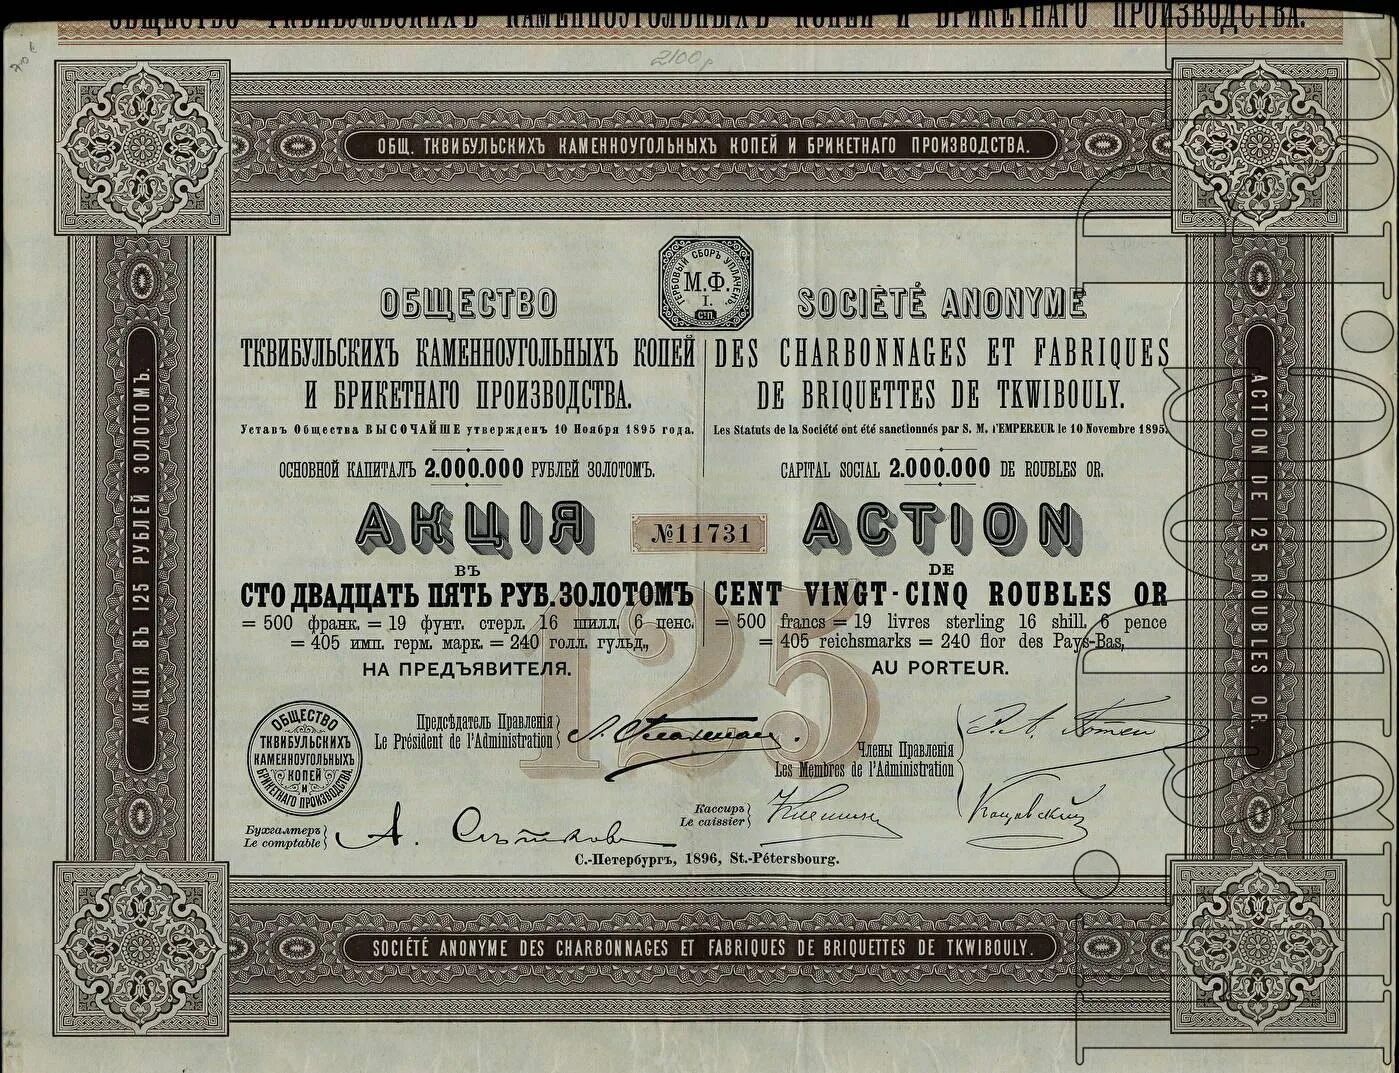 ОБЩЕСТВО ТКВИБУЛЬСКИХЪ КАМЕННОУГОЛЬНЫХЪ КОПЕЙ И БРИКЕТНАГО ПРОИЗВОДСТВА.
2100р
ОБЩ. ТКВИБУЛЬСКИХЪ КАМЕННОУГОЛЬНЫХЪ КОПЕЙ И БРИКЕТНАГО ПРОИЗВОДСТВА.
ГЕРБОВЫЙ СБОРЪ УПЛАЧЕНЪ.
М.Ф.
I.
С.П.
ОБЩЕСТВО
ТКВИБУЛЬСКИХЪ КАМЕННОУГОЛЬНЫХЪ КОПЕЙ
И БРИКЕТНАГО ПРОИЗВОДСТВА.
Уставъ Общества ВЫСОЧАЙШЕ утвержденъ 10 Ноября 1895 года.
ОСНОВНОЙ КАПИТАЛЪ 2.000.000 РУБЛЕЙ ЗОЛОТОМЪ.
АКЦІЯ
ВЪ
СТО ДВАДЦАТЬ ПЯТЬ РУБ. ЗОЛОТОМЪ
= 500 франк. = 19 фунт. стерл. 16 шилл. 6 пенс.
= 405 имп. герм. марк. = 240 голл. гульд.,
НА ПРЕДЪЯВИТЕЛЯ.
SOCIÉTÉ ANONYME
DES CHARBONNAGES ET FABRIQUES
DE BRIQUETTES DE TKWIBOULY.
Les Statuts de la Société ont été sanctionnés par S. M. l'EMPEREUR le 10 Novembre 1895.
CAPITAL SOCIAL 2.000.000 DE ROUBLES OR.
ACTION
DE
CENT VINGT-CINQ ROUBLES OR
= 500 francs = 19 livres sterling 16 shill. 6 pence
= 405 reichsmarks = 240 flor des Pays-Bas,
AU PORTEUR.
№11731
125
АКЦІЯ ВЪ 125 РУБЛЕЙ ЗОЛОТОМЪ.
ACTION DE 125 ROUBLES OR.
ОБЩЕСТВО
ТКВИБУЛЬСКИХЪ
КАМЕННОУГОЛЬНЫХЪ
КОПЕЙ
И
БРИКЕТНАГО ПРОИЗВОДСТВА
Предсѣдатель Правленія
Le Président de l'Administration
Члены Правленія
Les Membres de l'Administration
Бухгалтеръ
Le comptable
Кассиръ
Le caissier
С.-Петербургъ, 1896, St.-Pétersbourg.
SOCIÉTÉ ANONYME DES CHARBONNAGES ET FABRIQUES DE BRIQUETTES DE TKWIBOULY.